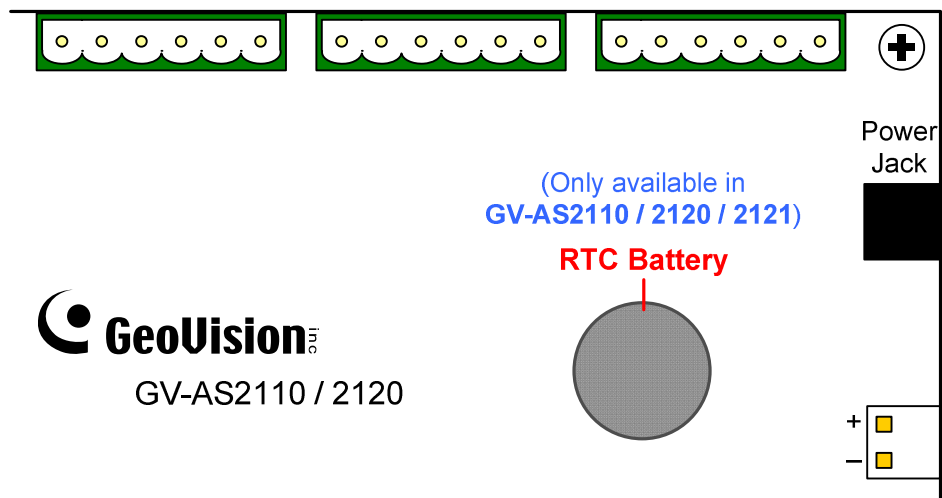 Power
Jack
(Only available in
GV-AS2110 / 2120 / 2121)
RTC Battery
GeoVision inc
GV-AS2110 / 2120
+
–